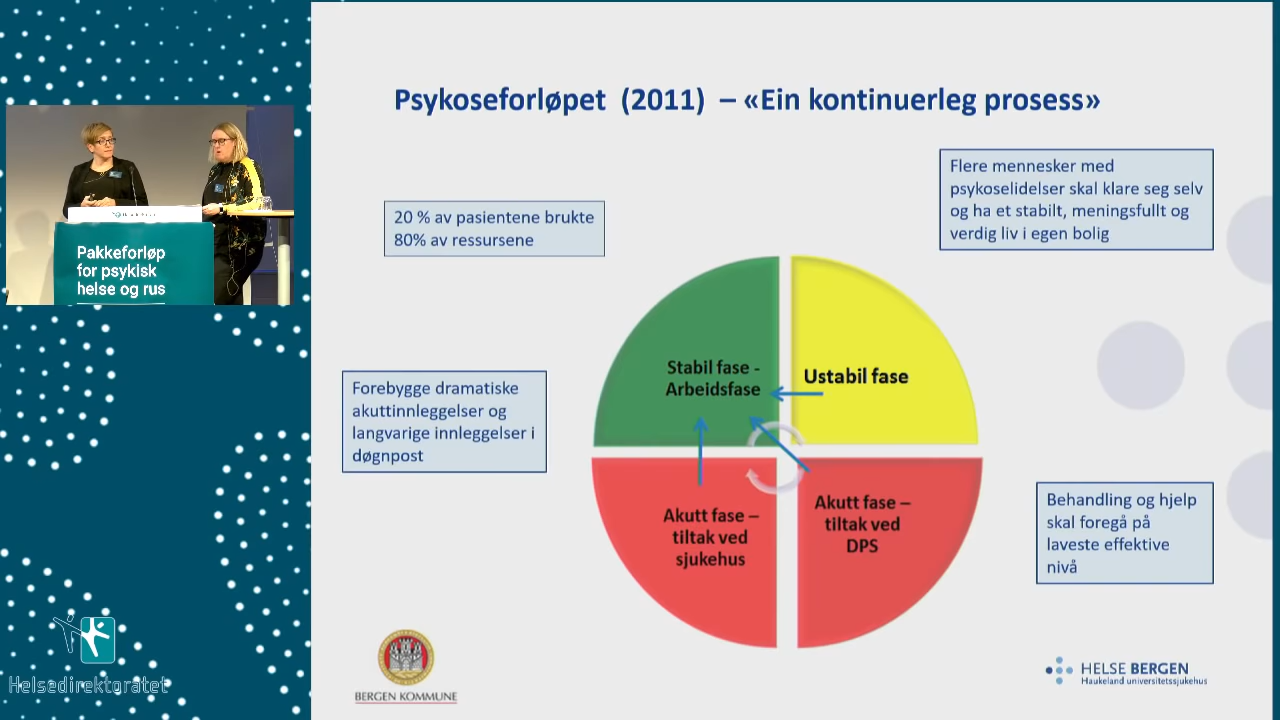 Psykoseforløpet (2011) – «Ein kontinuerleg prosess»
Flere mennesker med
psykoselidelser skal klare seg selv
og ha et stabilt, meningsfullt og
verdig liv i egen bolig
20 % av pasientene brukte
80% av ressursene
Pakkeforløp
for psykisk
helse og rus
Stabil fase -
Arbeidsfase
Ustabil fase
Forebygge dramatiske
akuttinnleggelser og
langvarige innleggelser i
døgnpost
Akutt fase –
tiltak ved
sjukehus
Akutt fase –
tiltak ved
DPS
Behandling og hjelp
skal foregå på
laveste effektive
nivå
Helsedirektoratet
BERGEN KOMMUNE
HELSE BERGEN
Haukeland universitetssjukehus